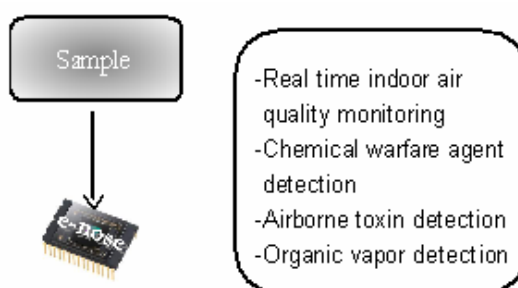 Sample
e-nose
-Real time indoor air
quality monitoring
-Chemical warfare agent
detection
-Airborne toxin detection
-Organic vapor detection